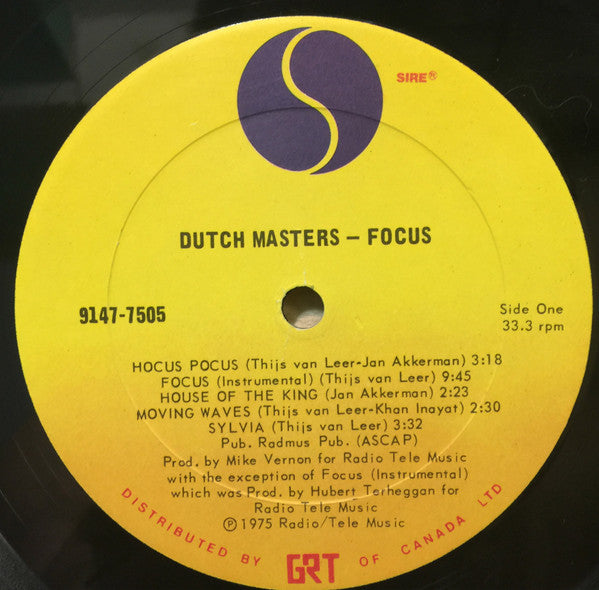 SIRE®
DUTCH MASTERS – FOCUS
9147-7505
Side One
33.3 rpm
HOCUS POCUS (Thijs van Leer-Jan Akkerman) 3:18
FOCUS (Instrumental) (Thijs van Leer) 9:45
HOUSE OF THE KING (Jan Akkerman) 2:23
MOVING WAVES (Thijs van Leer-Khan Inayat) 2:30
SYLVIA (Thijs van Leer) 3:32
Pub. Radmus Pub. (ASCAP)
Prod. by Mike Vernon for Radio Tele Music
with the exception of Focus (Instrumental)
which was Prod. by Hubert Terheggan for
Radio Tele Music
Ⓟ 1975 Radio/Tele Music
DISTRIBUTED BY GRT OF CANADA LTD